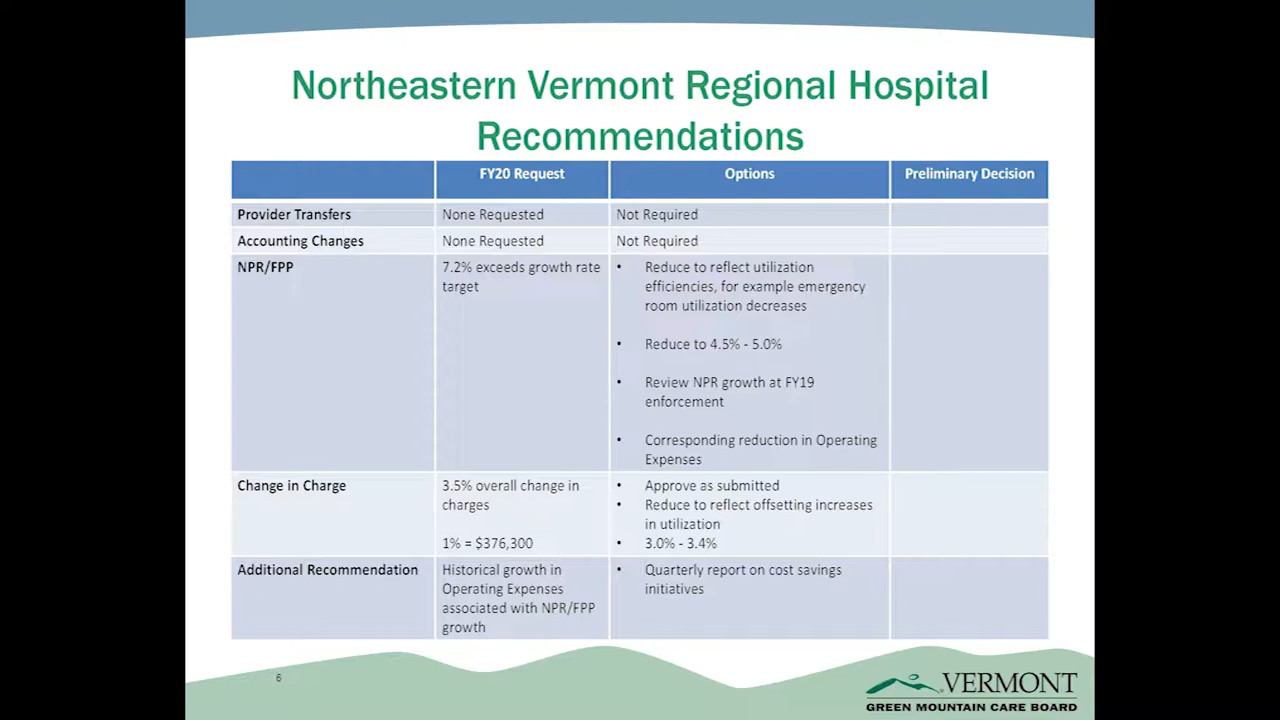 Northeastern Vermont Regional Hospital
Recommendations
FY20 Request
Options
Preliminary Decision
Provider Transfers
None Requested
Not Required
Accounting Changes
None Requested
Not Required
NPR/FPP
7.2% exceeds growth rate
target
• Reduce to reflect utilization
efficiencies, for example emergency
room utilization decreases
• Reduce to 4.5% - 5.0%
• Review NPR growth at FY19
enforcement
• Corresponding reduction in Operating
Expenses
Change in Charge
3.5% overall change in
charges
1% = $376,300
• Approve as submitted
• Reduce to reflect offsetting increases
in utilization
• 3.0% - 3.4%
Additional Recommendation
Historical growth in
Operating Expenses
associated with NPR/FPP
growth
• Quarterly report on cost savings
initiatives
6
VERMONT
GREEN MOUNTAIN CARE BOARD